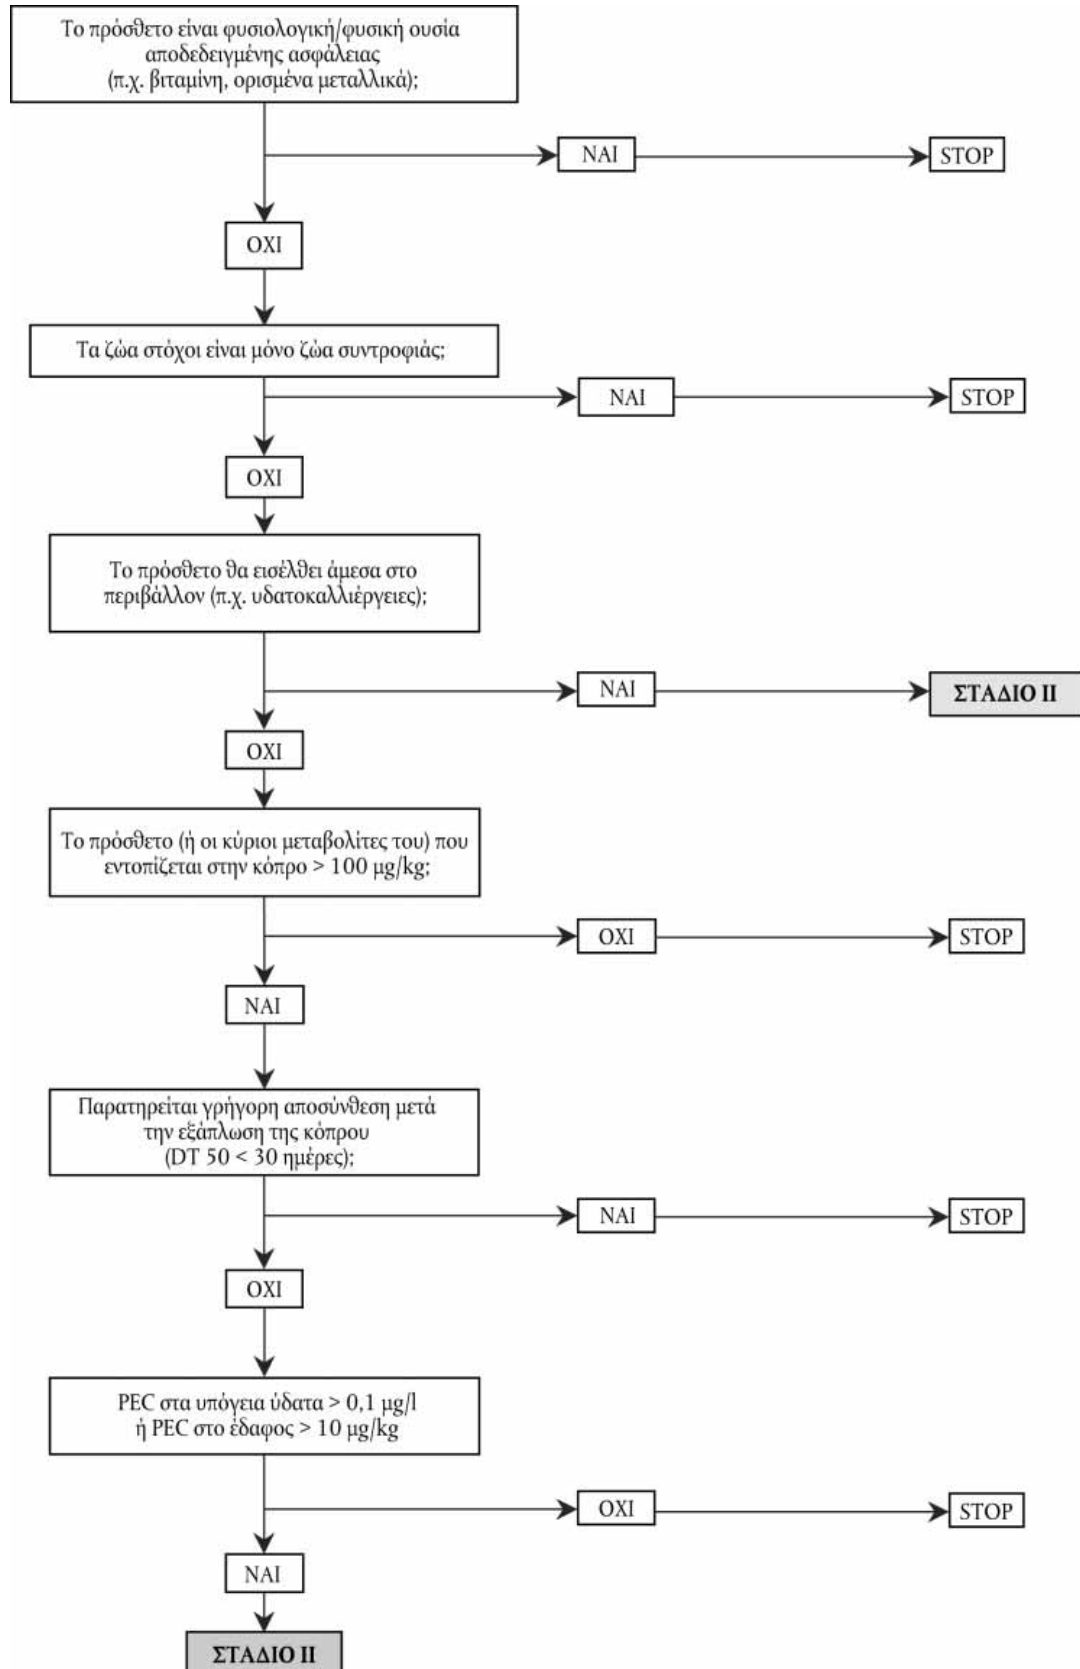 Το πρόσθετο είναι φυσιολογική/φυσική ουσία
αποδεδειγμένης ασφάλειας
(π.χ. βιταμίνη, ορισμένα μεταλλικά);
ΝΑΙ
STOP
ΟΧΙ
Τα ζώα στόχοι είναι μόνο ζώα συντροφιάς;
ΝΑΙ
STOP
ΟΧΙ
Το πρόσθετο θα εισέλθει άμεσα στο
περιβάλλον (π.χ. υδατοκαλλιέργειες);
ΝΑΙ
ΣΤΑΔΙΟ ΙΙ
ΟΧΙ
Το πρόσθετο (ή οι κύριοι μεταβολίτες του) που
εντοπίζεται στην κόπρο > 100 μg/kg;
ΟΧΙ
STOP
ΝΑΙ
Παρατηρείται γρήγορη αποσύνθεση μετά
την εξάπλωση της κόπρου
(DT 50 < 30 ημέρες);
ΝΑΙ
STOP
ΟΧΙ
PEC στα υπόγεια ύδατα > 0,1 μg/l
ή PEC στο έδαφος > 10 μg/kg
ΟΧΙ
STOP
ΝΑΙ
ΣΤΑΔΙΟ ΙΙ